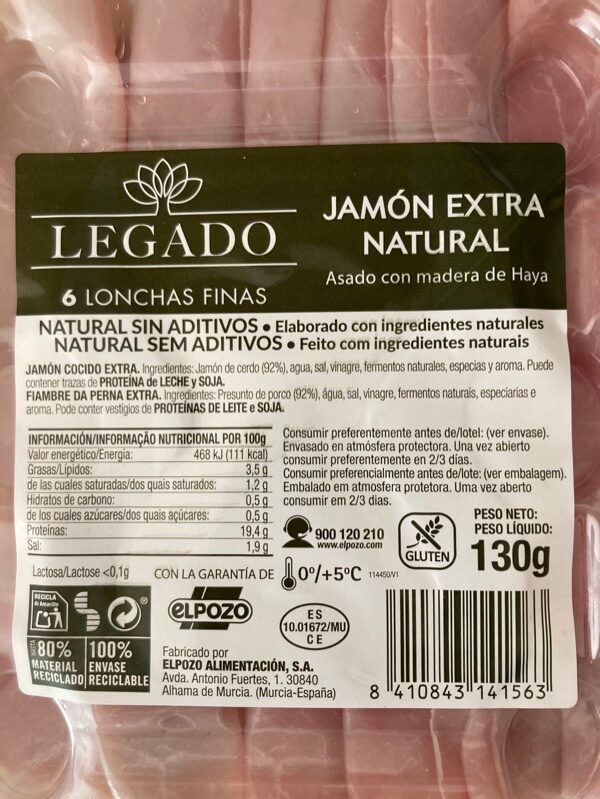 LEGADO
6 LONCHAS FINAS
JAMÓN EXTRA
NATURAL
Asado con madera de Haya
NATURAL SIN ADITIVOS • Elaborado con ingredientes naturales
NATURAL SEM ADITIVOS • Feito com ingredientes naturais
JAMÓN COCIDO EXTRA. Ingredientes: Jamón de cerdo (92%), agua, sal, vinagre, fermentos naturales, especias y aroma. Puede
contener trazas de PROTEÍNA de LECHE y SOJA.
FIAMBRE DA PERNA EXTRA. Ingredientes: Presunto de porco (92%), água, sal, vinagre, fermentos naturais, especiarias e
aroma. Pode conter vestígios de PROTEÍNAS DE LEITE e SOJA.
INFORMACIÓN/INFORMAÇÃO NUTRICIONAL POR 100g
Valor energético/Energia: 468 kJ (111 kcal)
Grasas/Lípidos: 3,5 g
de las cuales saturadas/dos quais saturados: 1,2 g
Hidratos de carbono: 0,5 g
de los cuales azúcares/dos quais açúcares: 0,5 g
Proteínas: 19,4 g
Sal: 1,9 g
Lactosa/Lactose <0,1g
Consumir preferentemente antes de/lotel: (ver envase).
Envasado en atmósfera protectora. Una vez abierto
consumir preferentemente en 2/3 días.
Consumir preferencialmente antes de/lote: (ver embalagem).
Embalado em atmosfera protetora. Uma vez aberto
consumir em 2/3 dias.
900 120 210
www.elpozo.com
GLUTEN
PESO NETO:
PESO LÍQUIDO:
130g
CON LA GARANTÍA DE
ELPOZO
0º/+5ºC
114450/V1
RECICLA
Al Amarillo
HASTA
80%
MATERIAL
RECICLADO
100%
ENVASE
RECICLABLE
ES
10.01672/MU
CE
Fabricado por
ELPOZO ALIMENTACIÓN, S.A.
Avda. Antonio Fuertes, 1. 30840
Alhama de Murcia. (Murcia-España)
8 410843 141563